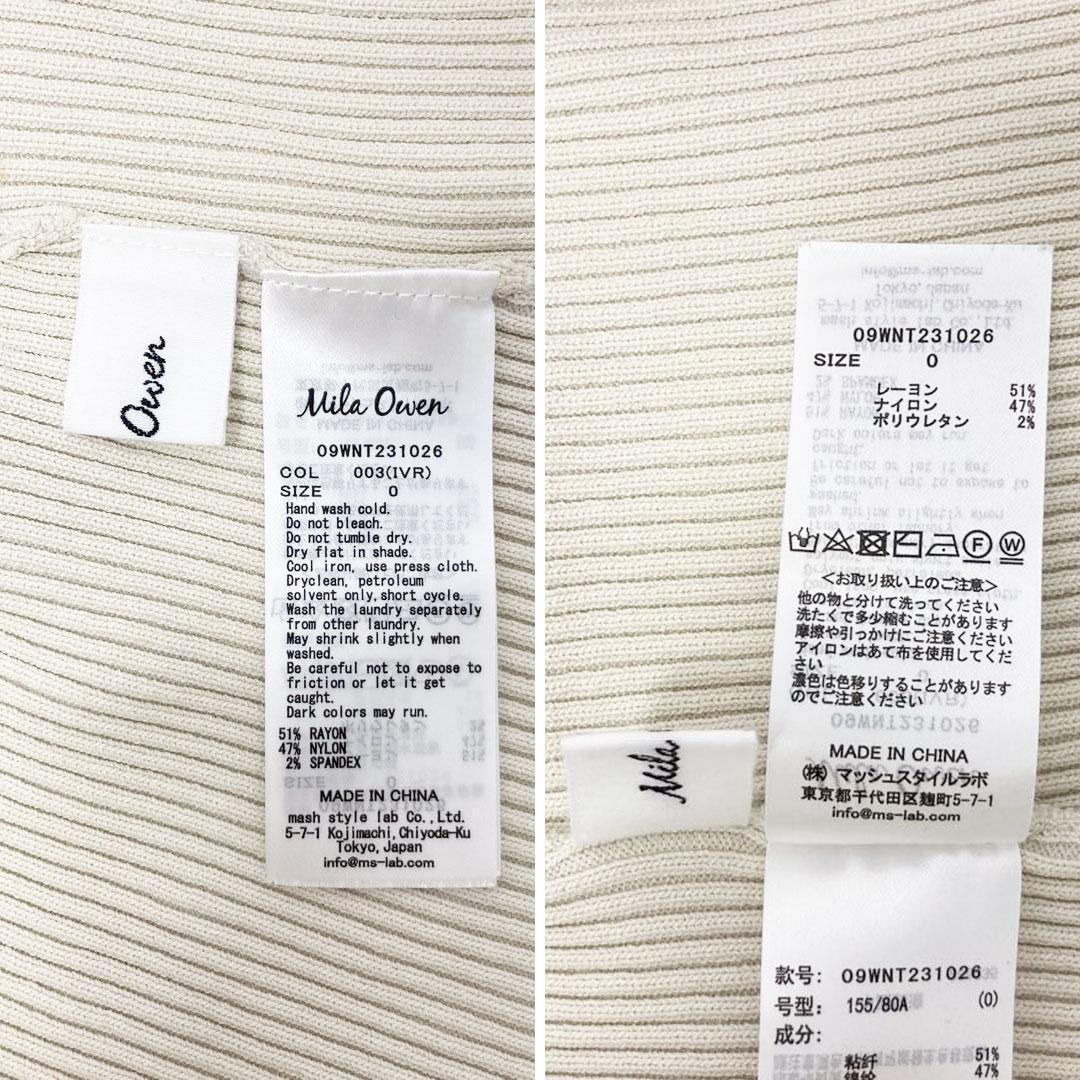 Owen
Mila Owen
09WNT231026
COL 003(IVR)
SIZE 0
Hand wash cold.
Do not bleach.
Do not tumble dry.
Dry flat in shade.
Cool iron, use press cloth.
Dryclean, petroleum
solvent only,short cycle.
Wash the laundry separately
from other laundry.
May shrink slightly when
washed.
Be careful not to expose to
friction or let it get
caught.
Dark colors may run.
51% RAYON
47% NYLON
2% SPANDEX
MADE IN CHINA
mash style lab Co.,Ltd.
5-7-1 Kojimachi,Chiyoda-Ku
Tokyo,Japan
info@ms-lab.com
09WNT231026
SIZE 0
レーヨン 51%
ナイロン 47%
ポリウレタン 2%
F W
<お取り扱い上のご注意>
他の物と分けて洗ってください
洗たくで多少縮むことがあります
摩擦や引っかけにご注意ください
アイロンはあて布を使用してくだ
さい
濃色は色移りすることがあります
のでご注意ください
MADE IN CHINA
(株) マッシュスタイルラボ
東京都千代田区麹町5-7-1
info@ms-lab.com
Mila
款号: 09WNT231026
号型: 155/80A (0)
成分:
粘纤 51%
47%